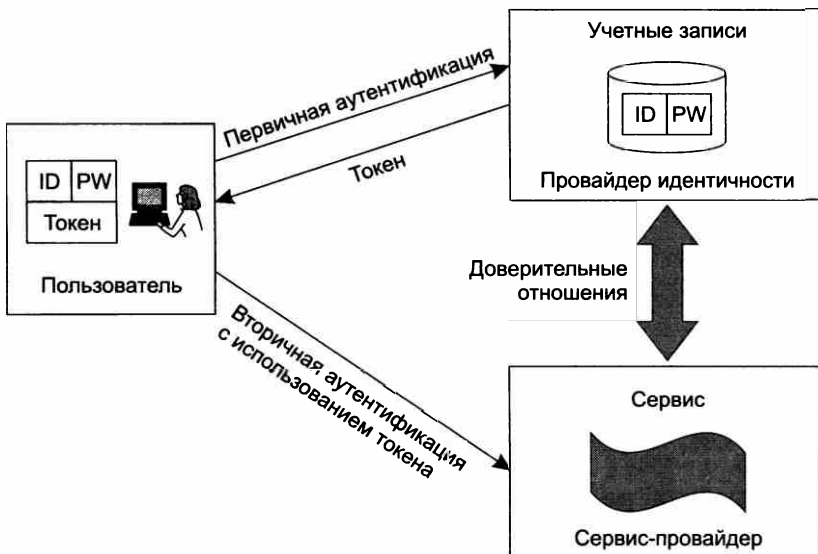 Учетные записи
ID PW
Провайдер идентичности
Первичная аутентификация
Токен
ID PW
Токен
Пользователь
Доверительные
отношения
Вторичная аутентификация
с использованием токена
Сервис
Сервис-провайдер